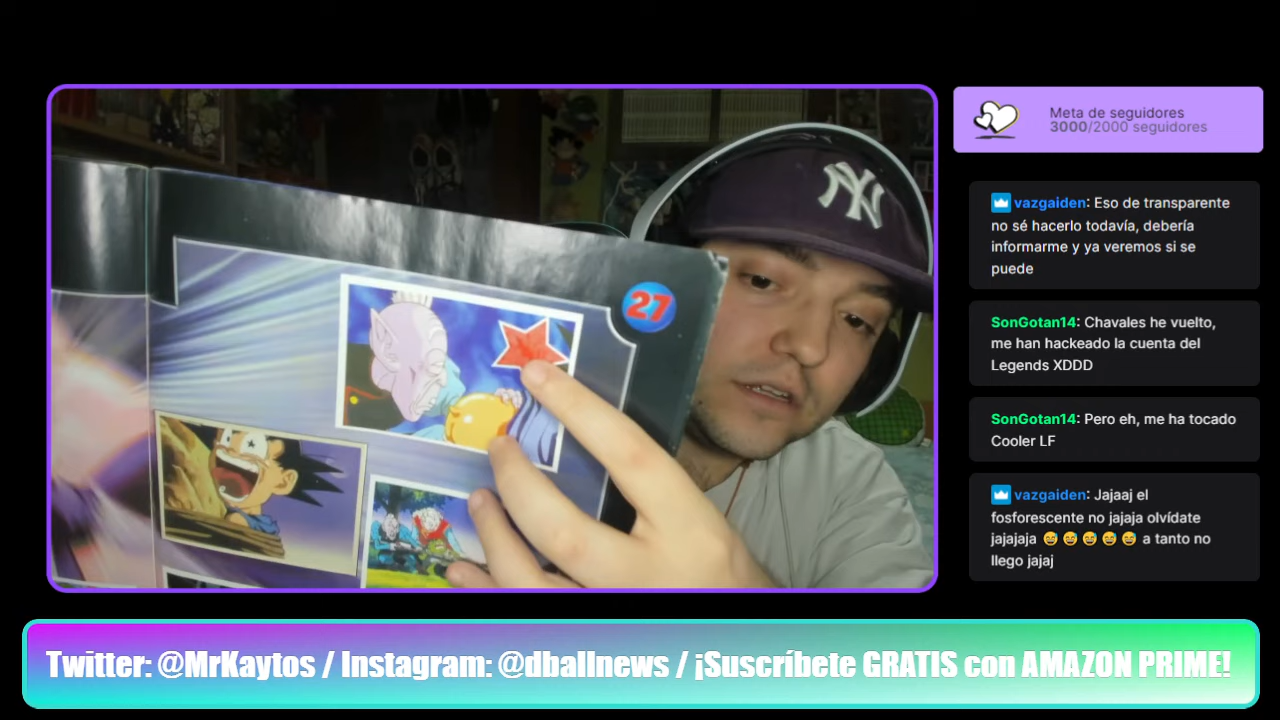 Meta de seguidores
3000/2000 seguidores
vazgaiden: Eso de transparente
no sé hacerlo todavía, debería
informarme y ya veremos si se
puede
SonGotan14: Chavales he vuelto,
me han hackeado la cuenta del
Legends XDDD
SonGotan14: Pero eh, me ha tocado
Cooler LF
vazgaiden: Jajaaj el
fosforescente no jajaja olvídate
jajajaja 😅 😅 😅 😅 😅 a tanto no
llego jajaj
NY
27
Twitter: @MrKaytos / Instagram: @dballnews / ¡Suscríbete GRATIS con AMAZON PRIME!